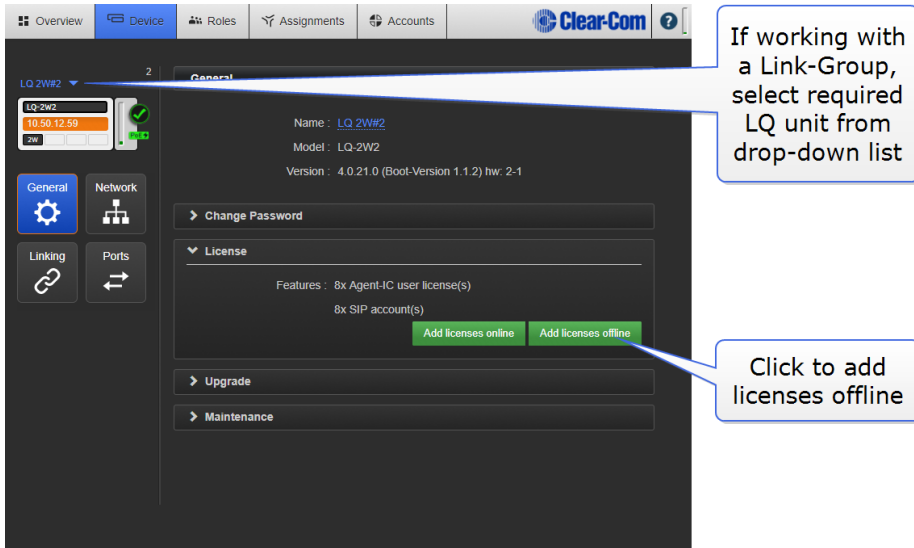 Overview Device Roles Assignments Accounts Clear-Com ?
If working with
a Link-Group,
select required
LQ unit from
drop-down list
LQ 2W#2
2
LQ-2W2
10.50.12.59
2W
PoE+
General
Network
Linking
Ports
General
Name : LQ 2W#2
Model : LQ-2W2
Version : 4.0.21.0 (Boot-Version 1.1.2) hw: 2-1
Change Password
License
Features : 8x Agent-IC user license(s)
8x SIP account(s)
Add licenses online Add licenses offline
Click to add
licenses offline
Upgrade
Maintenance